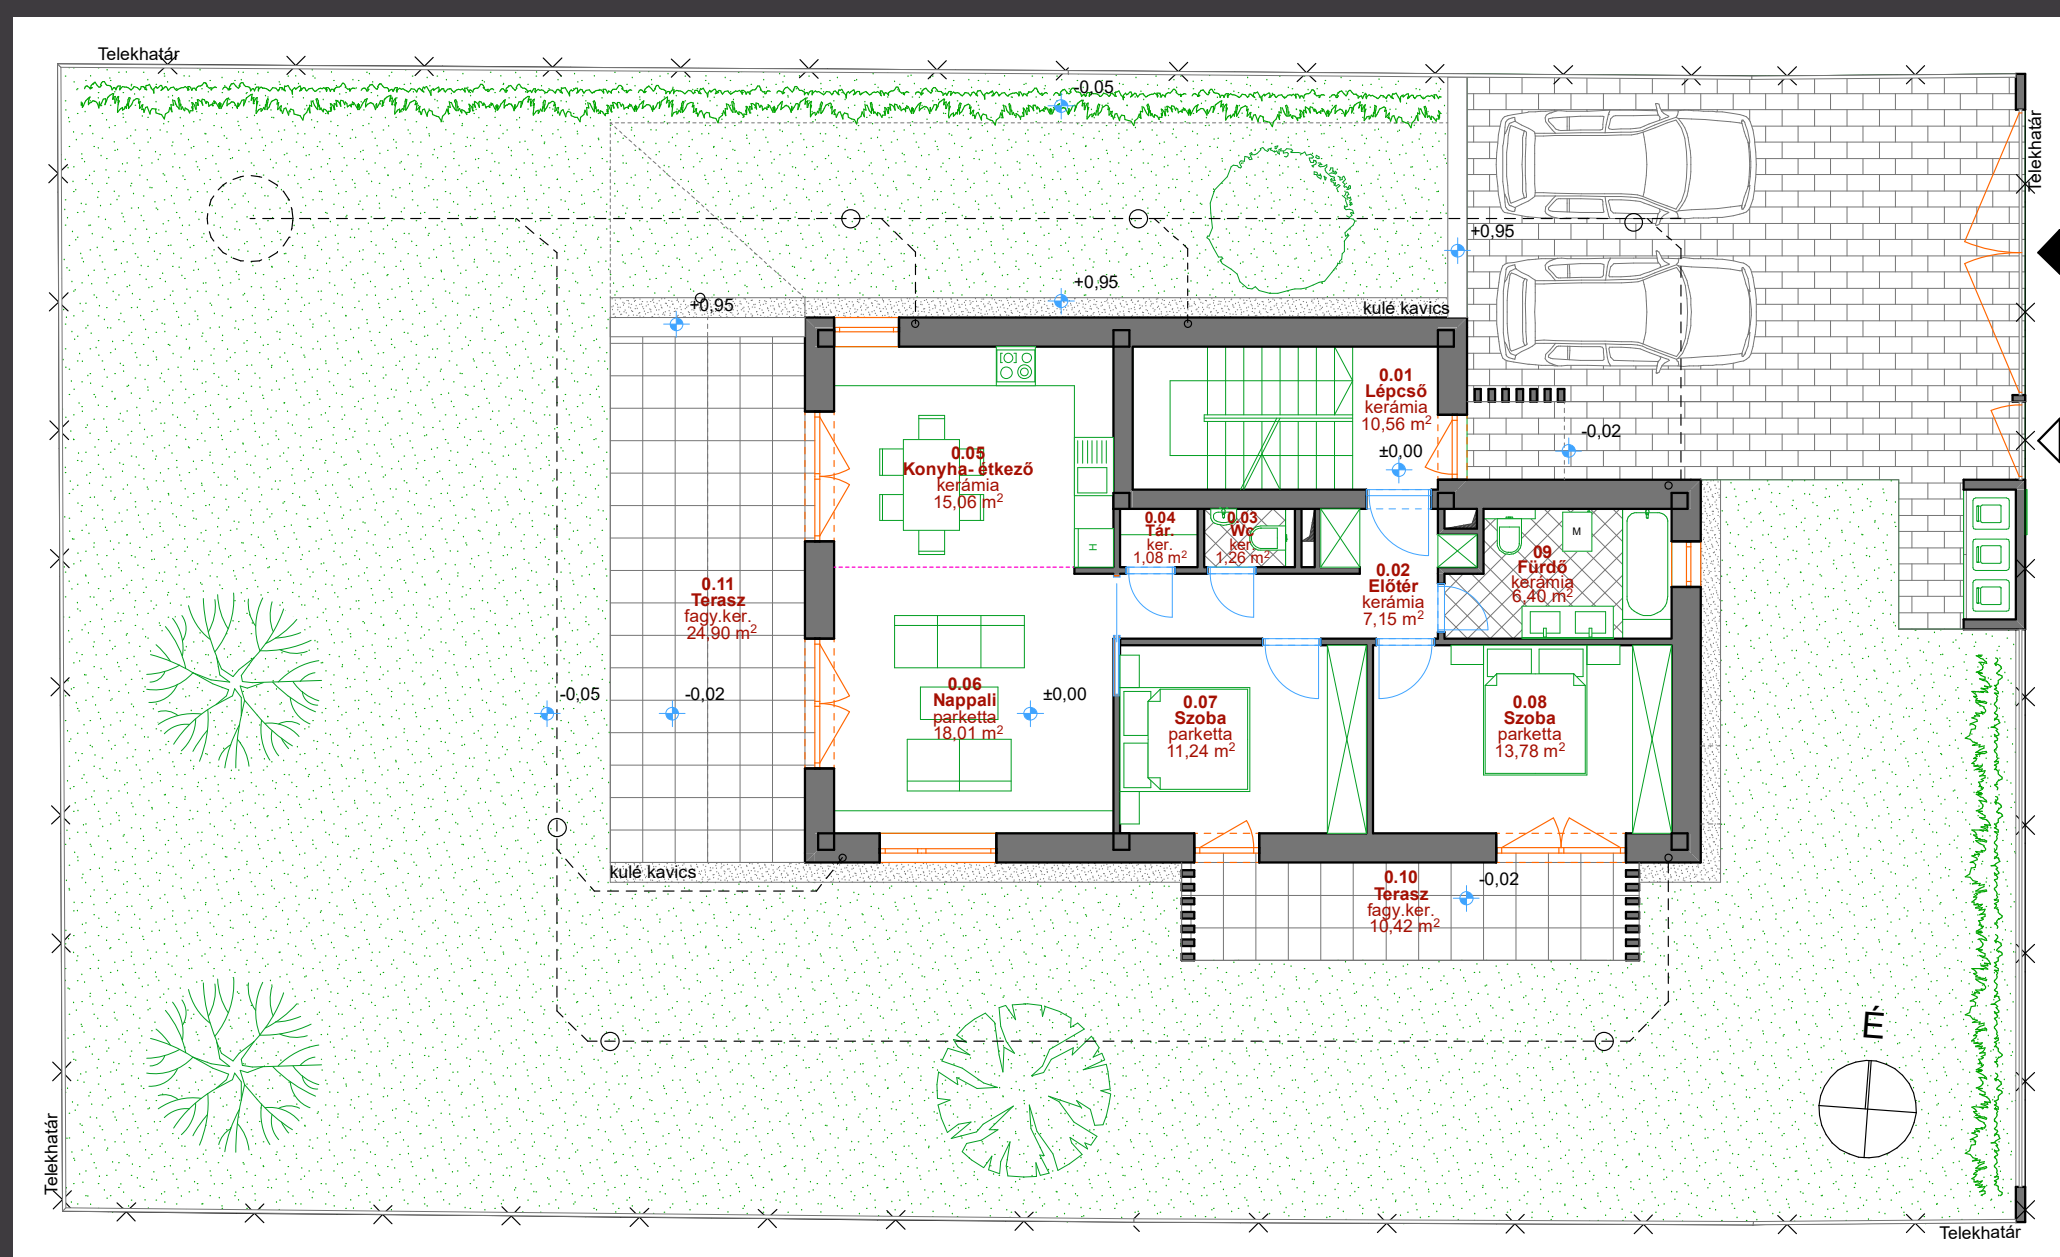 Telekhatár
-0,05
Telekhatár
+0,95
+0,95
+0,95
kulé kavics
0.01
Lépcső
kerámia
10,56 m²
±0,00
-0,02
0.05
Konyha- étkező
kerámia
15,06 m²
H
0.04
Tár.
ker.
1,08 m²
0.03
Wc
ker.
1,26 m²
M
09
Fürdő
kerámia
6,40 m²
0.02
Előtér
kerámia
7,15 m²
0.11
Terasz
fagy.ker.
24,90 m²
-0,05
-0,02
0.06
Nappali
parketta
18,01 m²
±0,00
0.07
Szoba
parketta
11,24 m²
0.08
Szoba
parketta
13,78 m²
kulé kavics
0.10
Terasz
fagy.ker.
10,42 m²
-0,02
É
Telekhatár
Telekhatár